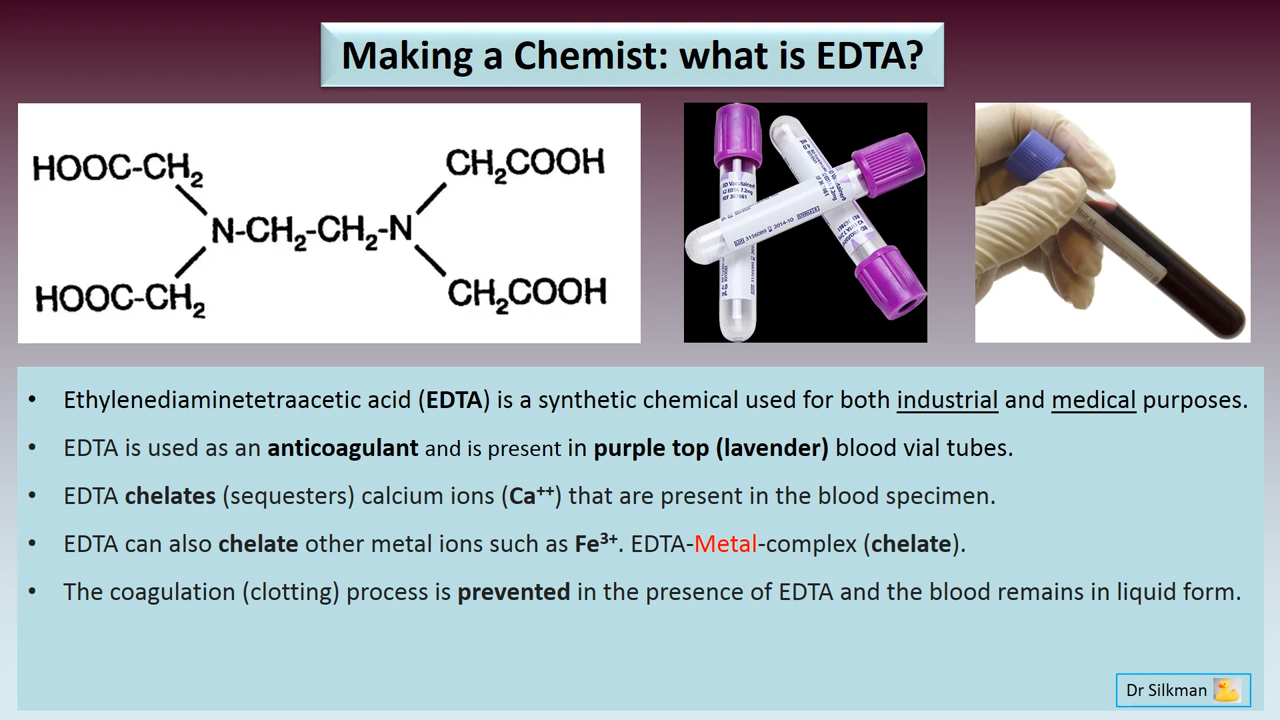 Making a Chemist: what is EDTA?
HOOC-CH₂
CH₂COOH
N-CH₂-CH₂-N
HOOC-CH₂
CH₂COOH
• Ethylenediaminetetraacetic acid (EDTA) is a synthetic chemical used for both industrial and medical purposes.
• EDTA is used as an anticoagulant and is present in purple top (lavender) blood vial tubes.
• EDTA chelates (sequesters) calcium ions (Ca⁺⁺) that are present in the blood specimen.
• EDTA can also chelate other metal ions such as Fe³⁺. EDTA-Metal-complex (chelate).
• The coagulation (clotting) process is prevented in the presence of EDTA and the blood remains in liquid form.
Dr Silkman